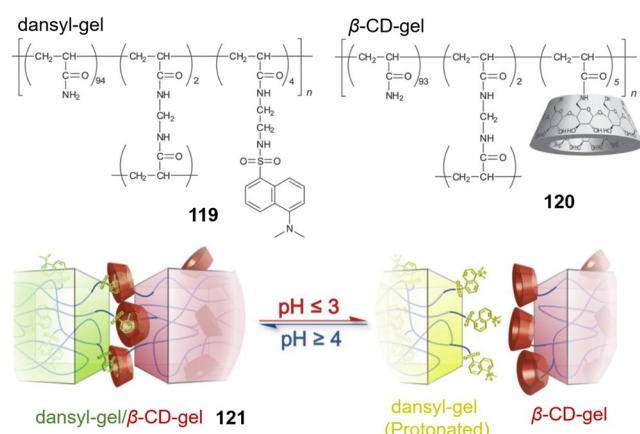 dansyl-gel
β-CD-gel
CH2 CH 94 CH2 CH 2 CH2 CH 4 n
C=O C=O C=O
NH2 NH NH
CH2 CH2
NH CH2
C=O NH
CH2 CH O=S=O
N
119
CH2 CH 93 CH2 CH 2 CH2 CH 5 n
C=O C=O C=O
NH2 NH NH
CH2
NH
C=O
CH2 CH
120
pH ≤ 3
pH ≥ 4
dansyl-gel/β-CD-gel 121
dansyl-gel
(Protonated)
β-CD-gel